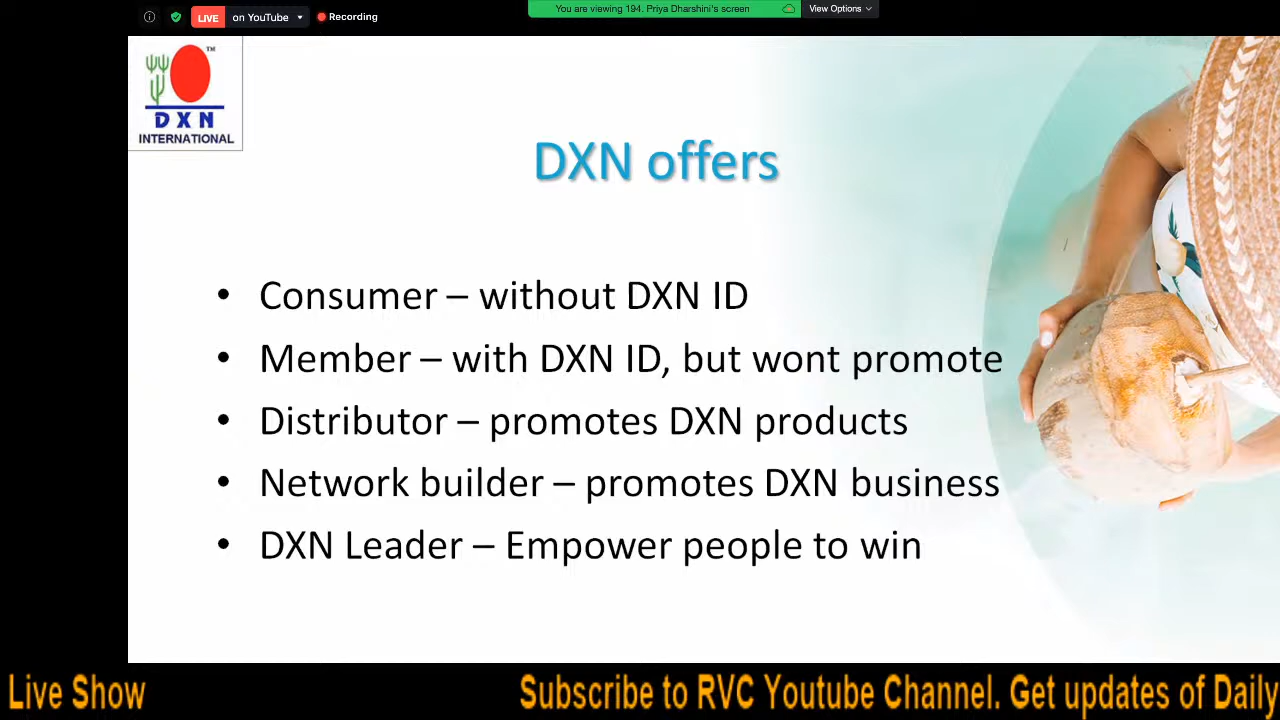 LIVE on YouTube Recording
You are viewing 194. Priya Dharshini's screen View Options
TM
DXN
INTERNATIONAL
DXN offers
• Consumer – without DXN ID
• Member – with DXN ID, but wont promote
• Distributor – promotes DXN products
• Network builder – promotes DXN business
• DXN Leader – Empower people to win
Live Show Subscribe to RVC Youtube Channel. Get updates of Daily